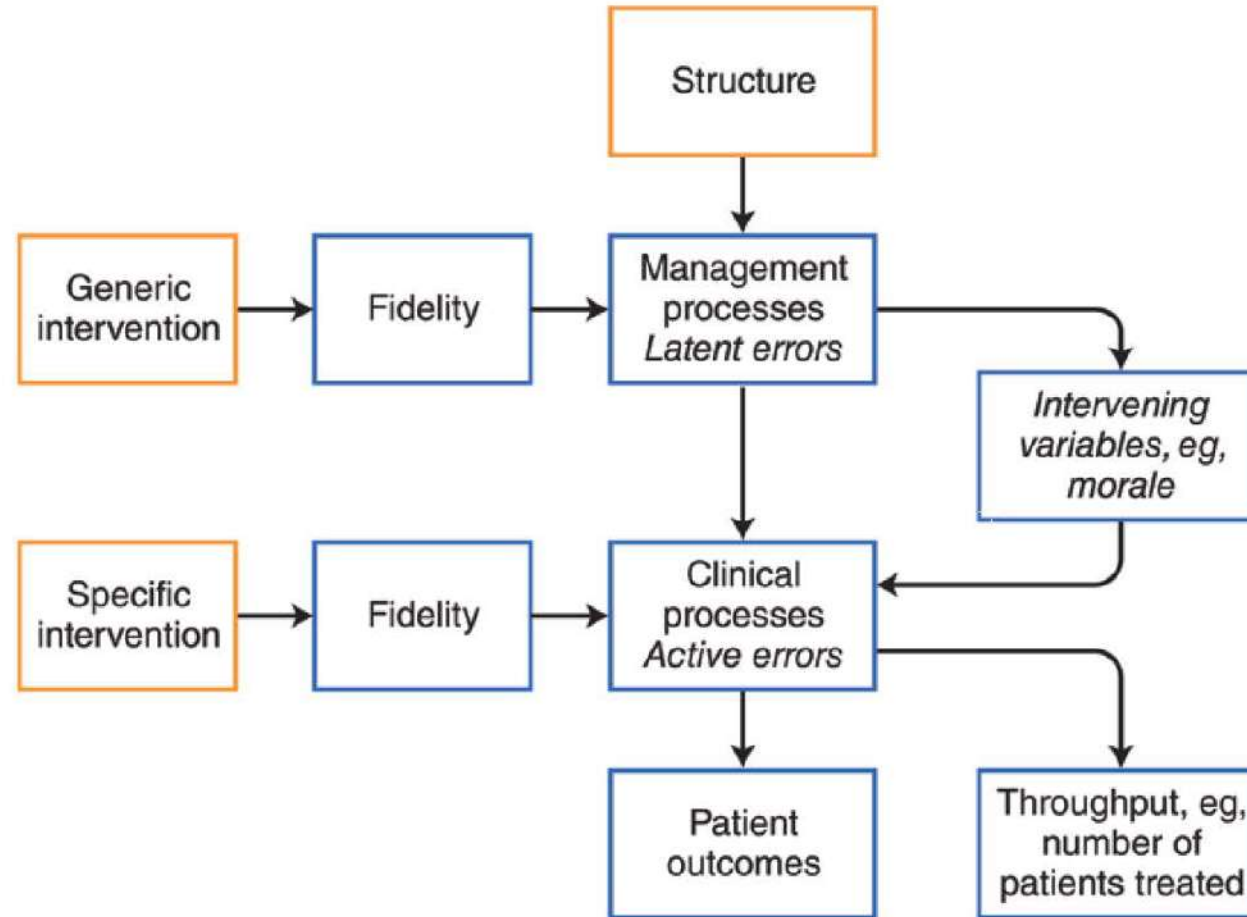 Structure
Generic
intervention
Fidelity
Management
processes
Latent errors
Intervening
variables, eg,
morale
Specific
intervention
Fidelity
Clinical
processes
Active errors
Patient
outcomes
Throughput, eg,
number of
patients treated